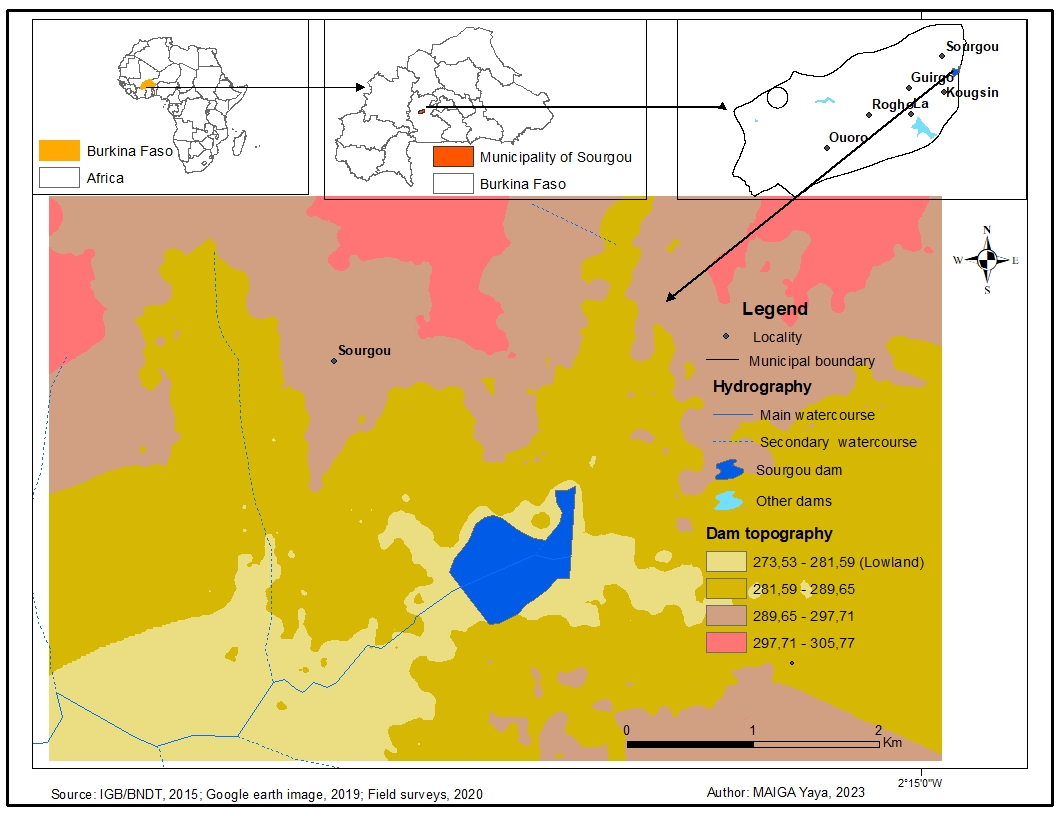 Burkina Faso
Africa
Municipality of Sourgou
Burkina Faso
Sourgou
Guirgo
Kougsin
Rogho
La
Ouoro
N
W
E
S
Sourgou
Legend
Locality
Municipal boundary
Hydrography
Main watercourse
Secondary watercourse
Sourgou dam
Other dams
Dam topography
273,53 - 281,59 (Lowland)
281,59 - 289,65
289,65 - 297,71
297,71 - 305,77
0 1 2
Km
2°15'0"W
Source: IGB/BNDT, 2015; Google earth image, 2019; Field surveys, 2020
Author: MAIGA Yaya, 2023